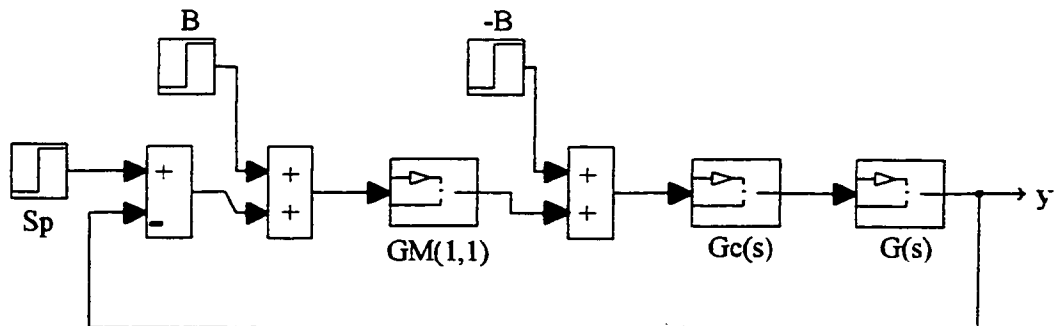 B
-B
+
-
+
+
+
+
Sp
GM(1,1)
Gc(s)
G(s)
y